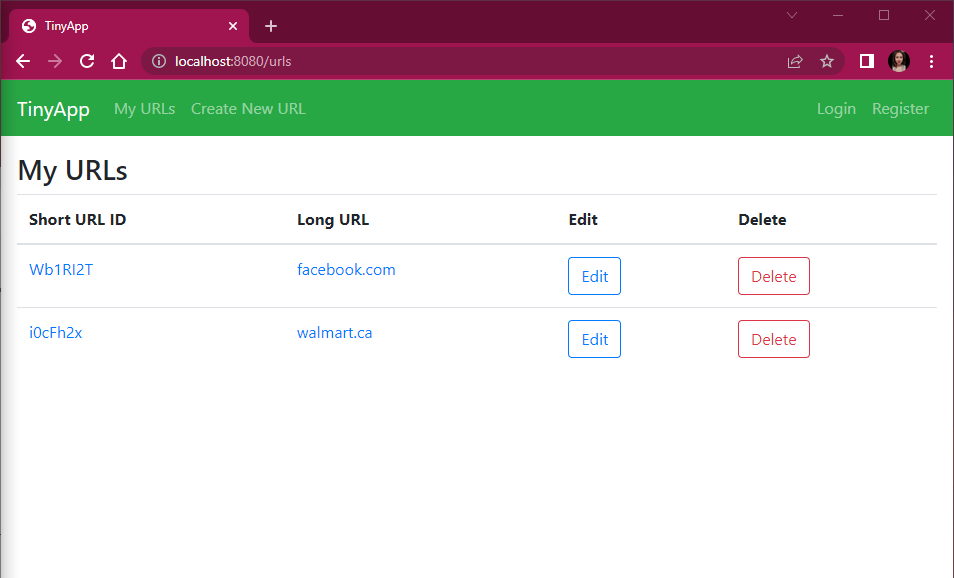 TinyApp
localhost:8080/urls
TinyApp My URLs Create New URL Login Register
My URLs
Short URL ID Long URL Edit Delete
Wb1RI2T facebook.com Edit Delete
i0cFh2x walmart.ca Edit Delete